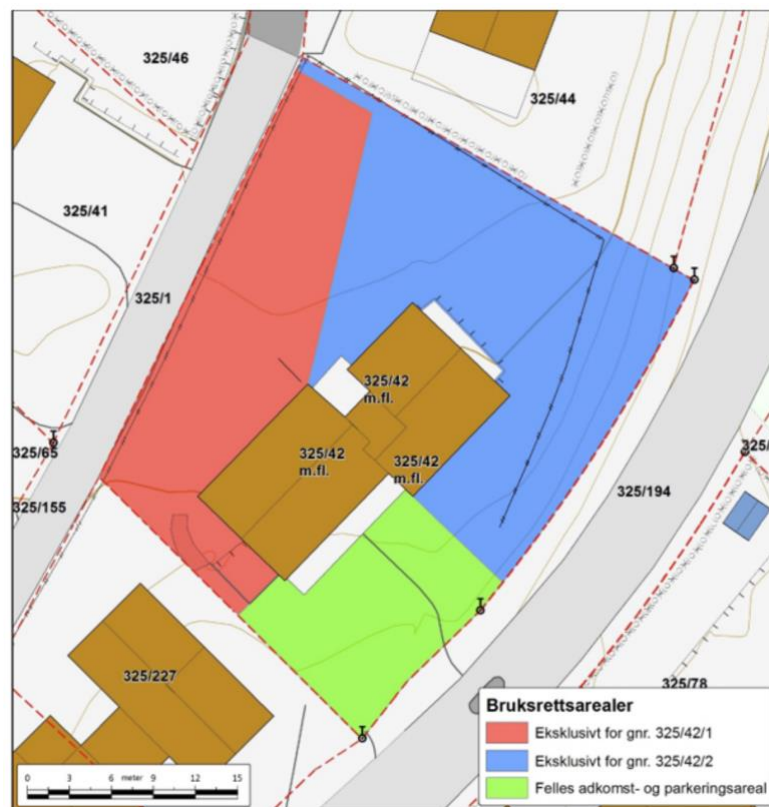 325/46
325/44
325/41
325/1
325/42
m.fl.
325/42
m.fl.
325/42
m.fl.
325/65
325/155
325/194
325/227
325/78
Bruksrettsarealer
Eksklusivt for gnr. 325/42/1
Eksklusivt for gnr. 325/42/2
Felles adkomst- og parkeringsareal
0 3 6 meter 9 12 15